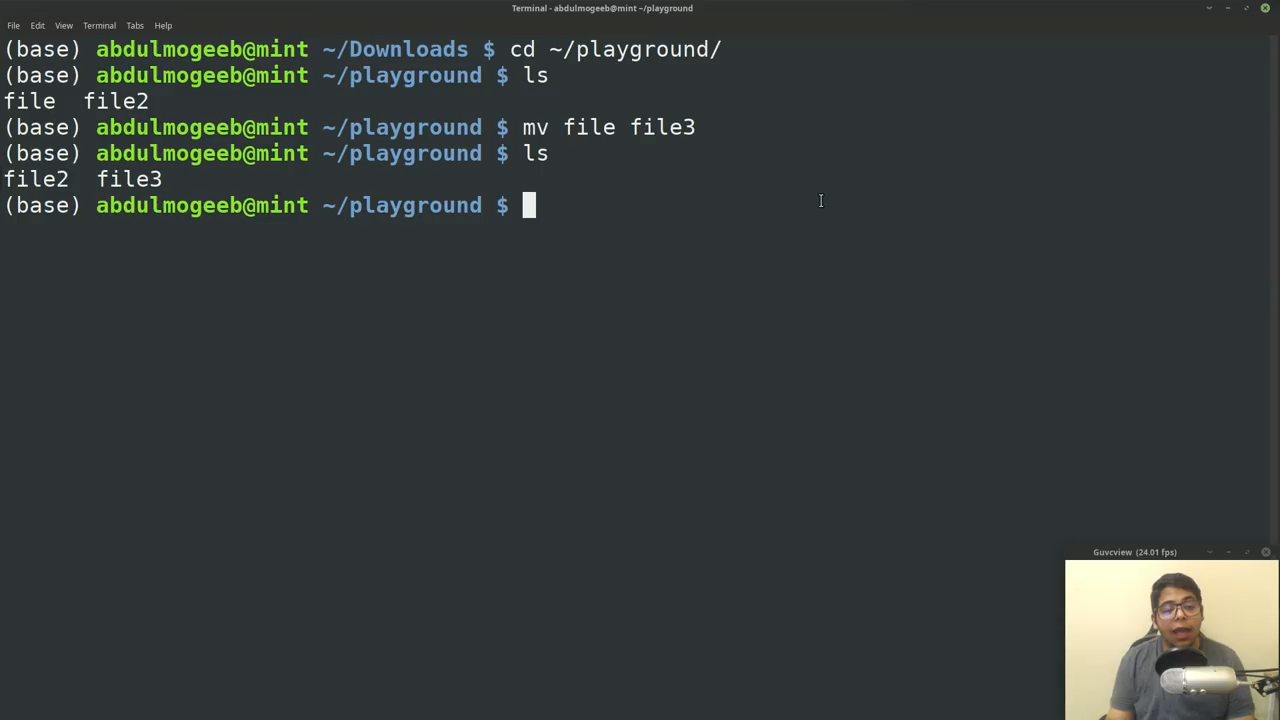 Terminal - abdulmogeeb@mint ~/playground
File Edit View Terminal Tabs Help
(base) abdulmogeeb@mint ~/Downloads $ cd ~/playground/
(base) abdulmogeeb@mint ~/playground $ ls
file file2
(base) abdulmogeeb@mint ~/playground $ mv file file3
(base) abdulmogeeb@mint ~/playground $ ls
file2 file3
(base) abdulmogeeb@mint ~/playground $
Guvcview (24.01 fps)